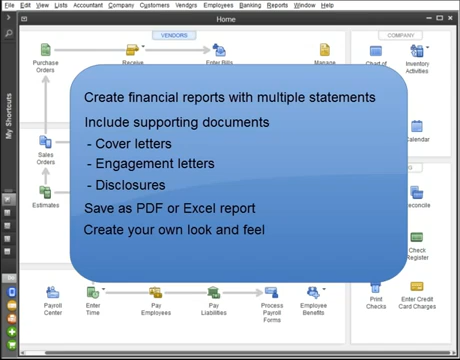 File Edit View Lists Accountant Company Customers Vendors Employees Banking Reports Window Help
Home
My Shortcuts
VENDORS
COMPANY
Purchase Orders
Receive
Enter Bills
Manage
Chart of
Inventory Activities
Create financial reports with multiple statements
Include supporting documents
- Cover letters
- Engagement letters
- Disclosures
Save as PDF or Excel report
Create your own look and feel
Sales Orders
Calendar
Estimates
Check Register
Payroll Center
Enter Time
Pay Employees
Pay Liabilities
Process Payroll Forms
Employee Benefits
Print Checks
Enter Credit Card Charges